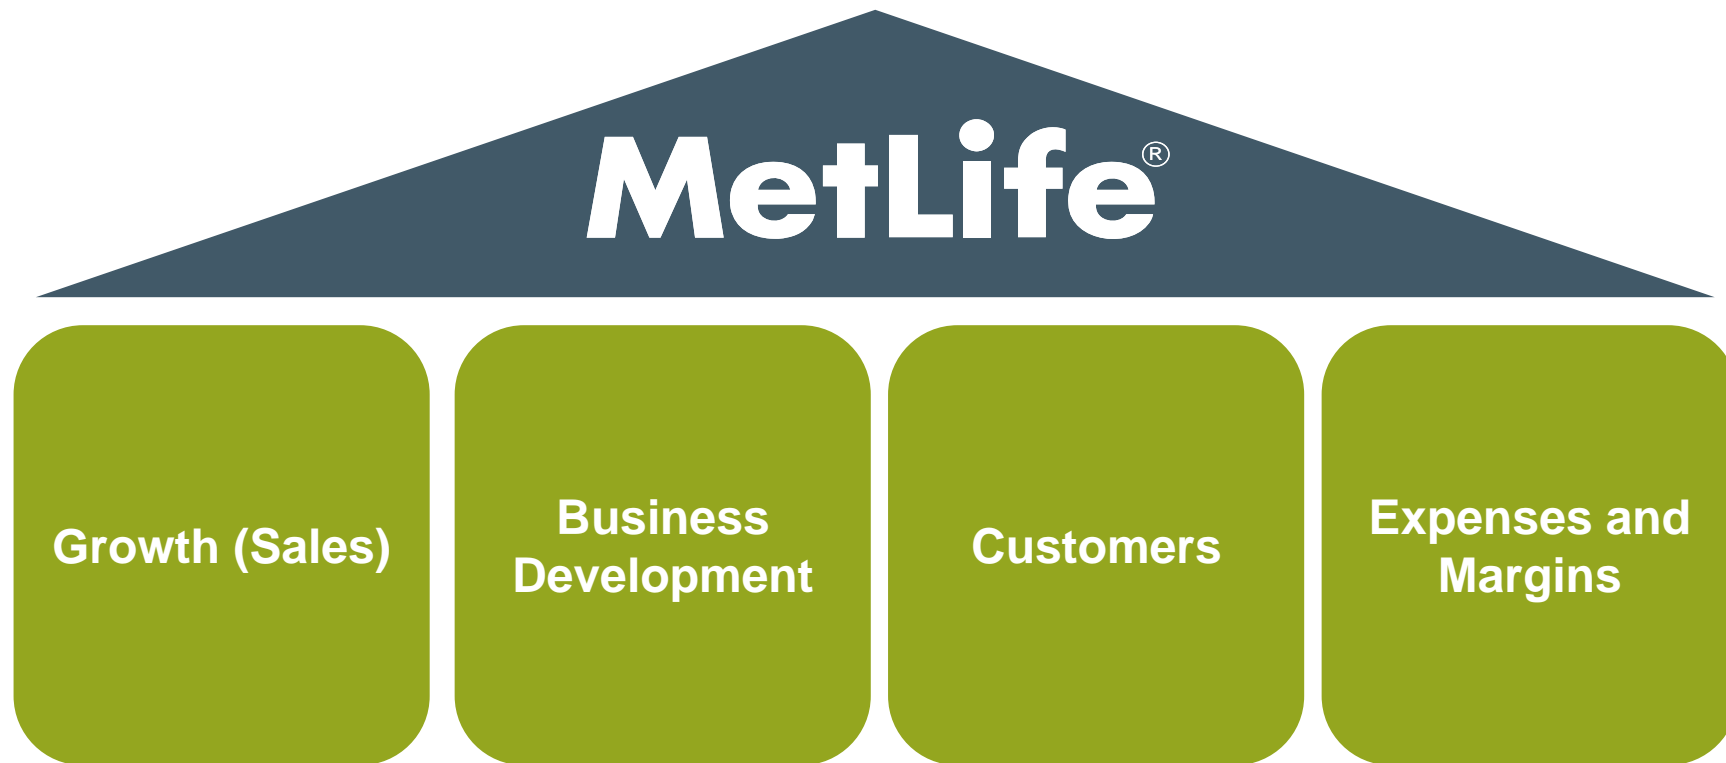 MetLife®
Growth (Sales)
Business
Development
Customers
Expenses and
Margins